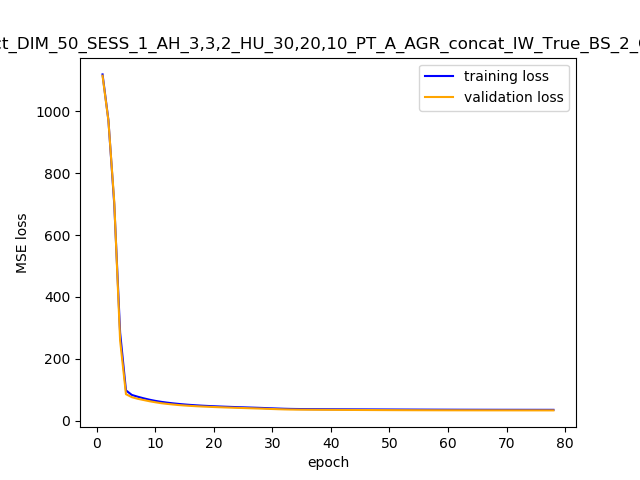 ct_DIM_50_SESS_1_AH_3,3,2_HU_30,20,10_PT_A_AGR_concat_IW_True_BS_2_
training loss
validation loss
1000
800
600
400
200
0
MSE loss
0 10 20 30 40 50 60 70 80
epoch